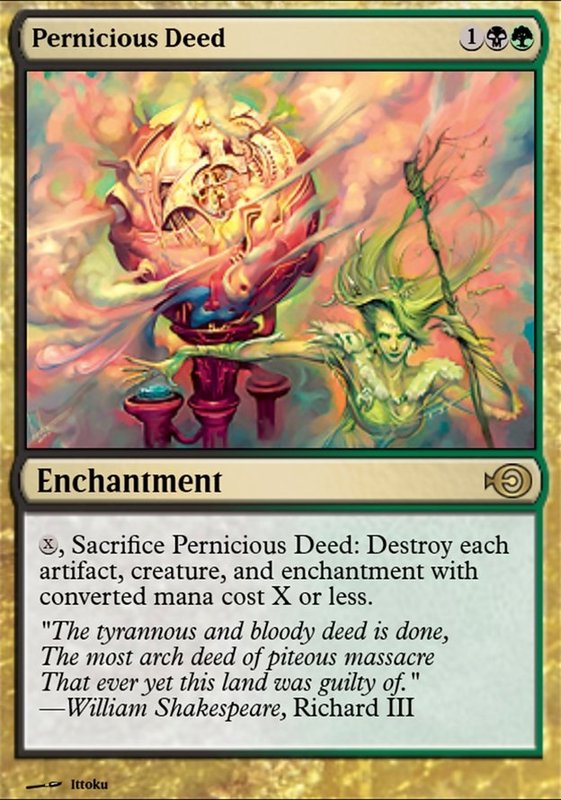 Pernicious Deed 1
Enchantment
X, Sacrifice Pernicious Deed: Destroy each
artifact, creature, and enchantment with
converted mana cost X or less.
"The tyrannous and bloody deed is done,
The most arch deed of piteous massacre
That ever yet this land was guilty of."
—William Shakespeare, Richard III
Ittoku